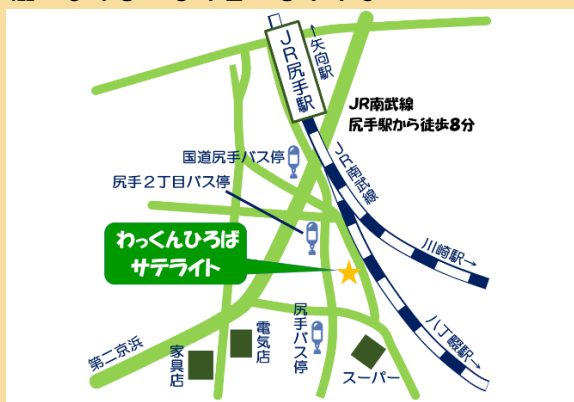 ←矢向駅
JR尻手駅
JR南武線
尻手駅から徒歩8分
国道尻手バス停
JR南武線
尻手2丁目バス停
わっくんひろば
サテライト
川崎駅→
八丁畷駅→
第二京浜
家具店
電気店
尻手バス停
スーパー